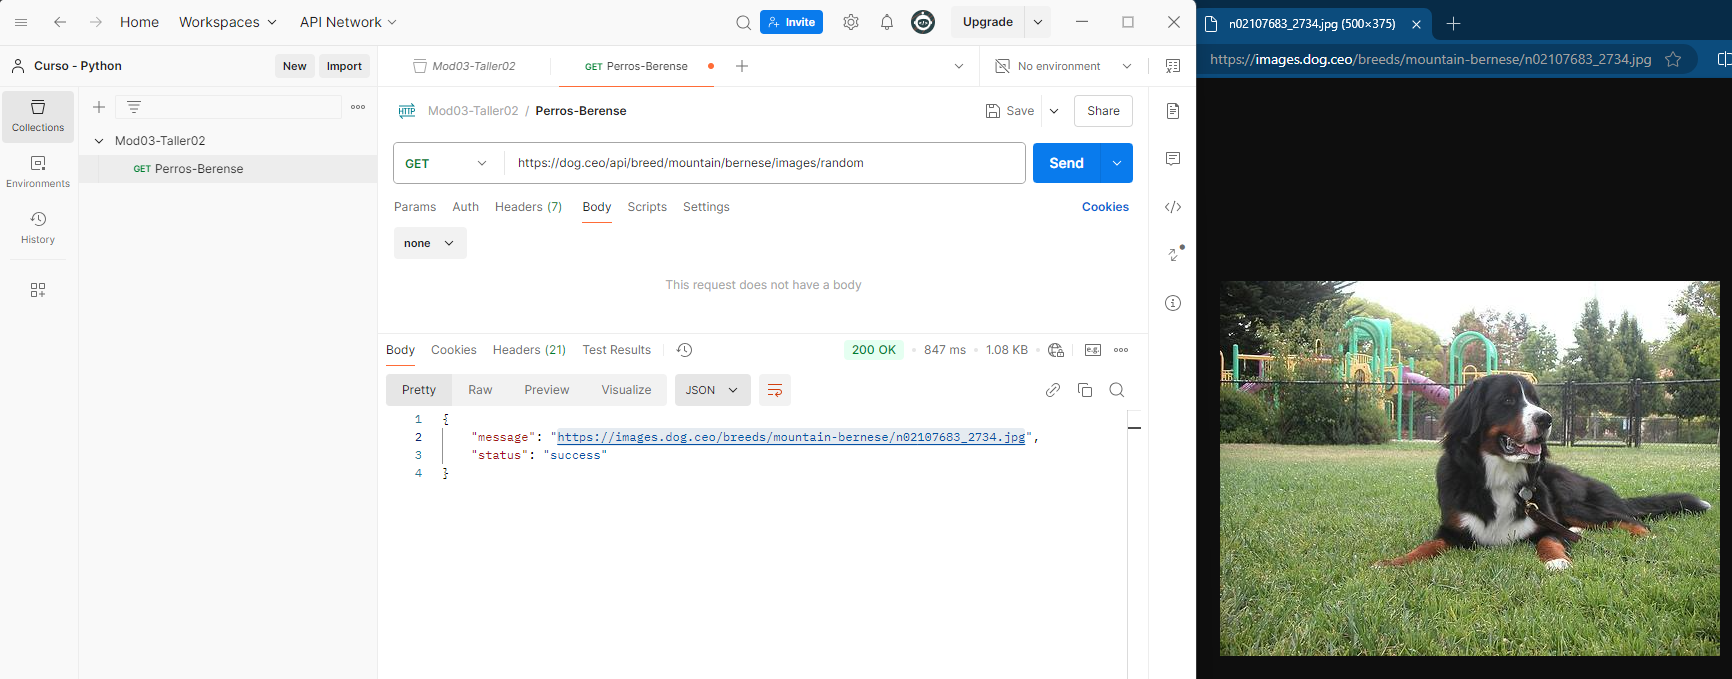 Home Workspaces API Network Invite Upgrade
Curso - Python New Import
Collections
Environments
History
Mod03-Taller02
GET Perros-Berense
Mod03-Taller02 GET Perros-Berense No environment
HTTP Mod03-Taller02 / Perros-Berense Save Share
GET https://dog.ceo/api/breed/mountain/bernese/images/random Send
Params Auth Headers (7) Body Scripts Settings Cookies
none
This request does not have a body
Body Cookies Headers (21) Test Results 200 OK • 847 ms • 1.08 KB • e.g.
Pretty Raw Preview Visualize JSON
1 {
2 "message": "https://images.dog.ceo/breeds/mountain-bernese/n02107683_2734.jpg",
3 "status": "success"
4 }
n02107683_2734.jpg (500×375)
https://images.dog.ceo/breeds/mountain-bernese/n02107683_2734.jpg